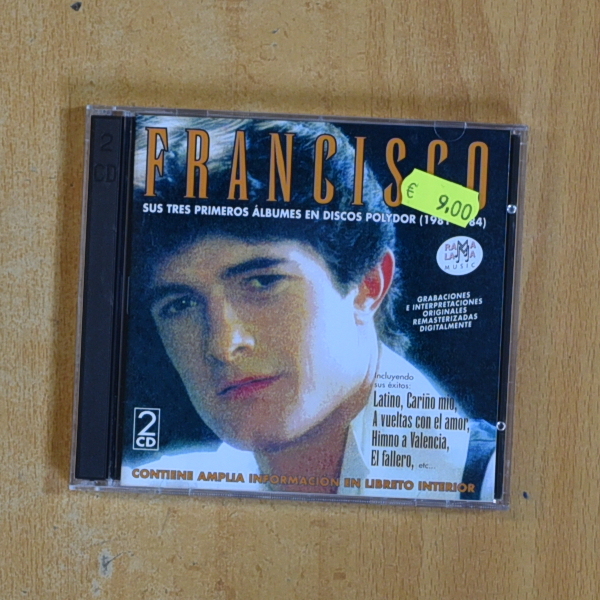 FRANCISCO
€ 9.00
SUS TRES PRIMEROS ÁLBUMES EN DISCOS POLYDOR (1981 84)
RAMA
LAMA
MUSIC
GRABACIONES
E INTERPRETACIONES
ORIGINALES
REMASTERIZADAS
DIGITALMENTE
Incluyendo
sus éxitos:
Latino, Cariño mío,
A vueltas con el amor,
Himno a Valencia,
El fallero, etc...
2
CD
2
CD
CONTIENE AMPLIA INFORMACIÓN EN LIBRETO INTERIOR